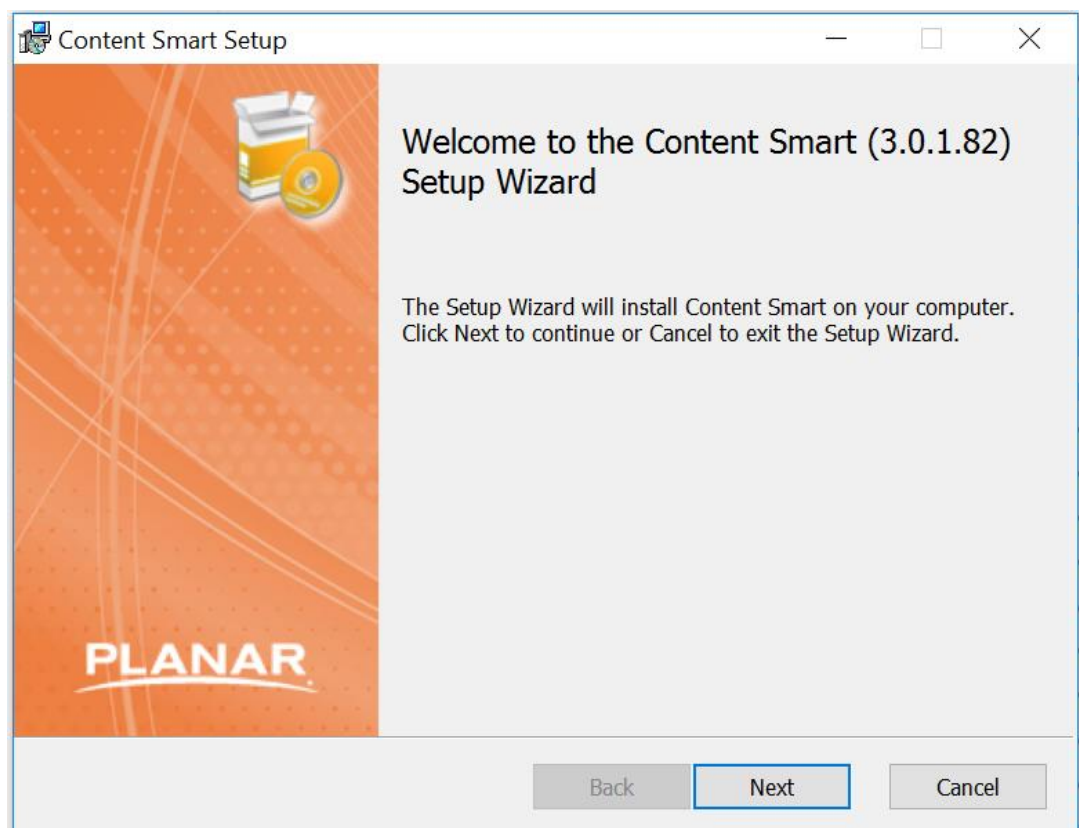 Content Smart Setup
Welcome to the Content Smart (3.0.1.82)
Setup Wizard
The Setup Wizard will install Content Smart on your computer.
Click Next to continue or Cancel to exit the Setup Wizard.
PLANAR
Back Next Cancel